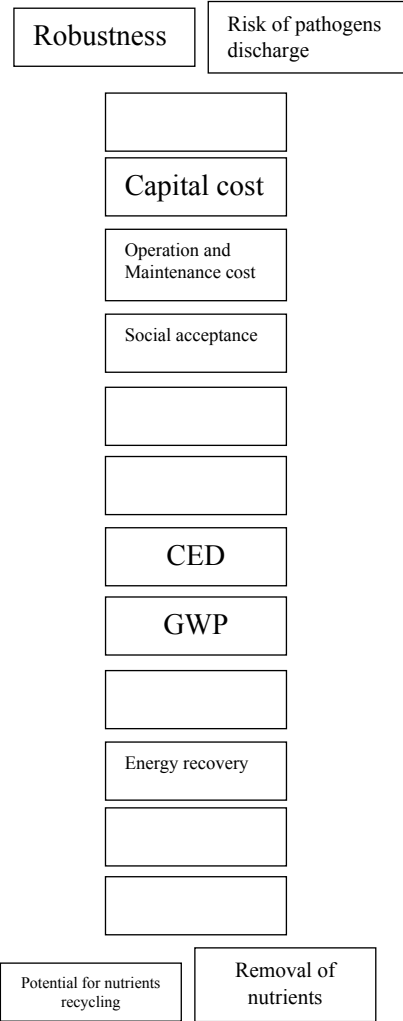 Robustness
Risk of pathogens
discharge
Capital cost
Operation and
Maintenance cost
Social acceptance
CED
GWP
Energy recovery
Potential for nutrients
recycling
Removal of
nutrients